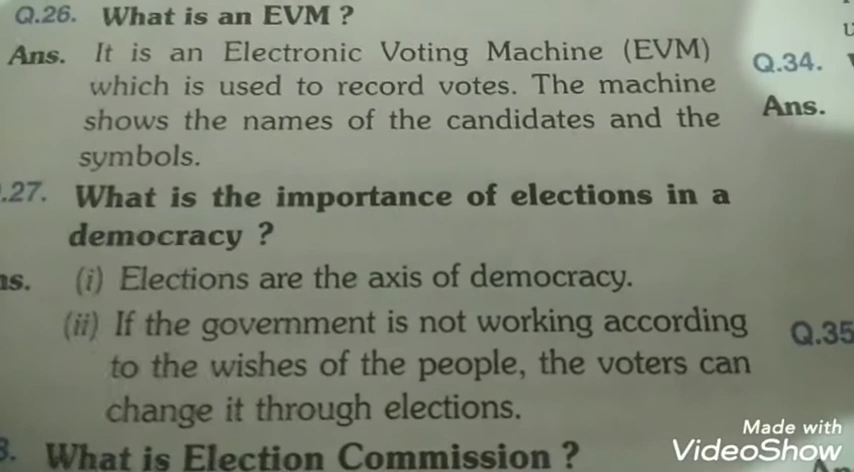 Q.26. What is an EVM ?
Ans. It is an Electronic Voting Machine (EVM)
which is used to record votes. The machine
shows the names of the candidates and the
symbols.
.27. What is the importance of elections in a
democracy ?
ns. (i) Elections are the axis of democracy.
(ii) If the government is not working according
to the wishes of the people, the voters can
change it through elections.
3. What is Election Commission ?
Q.34.
Ans.
Q.35
Made with
VideoShow